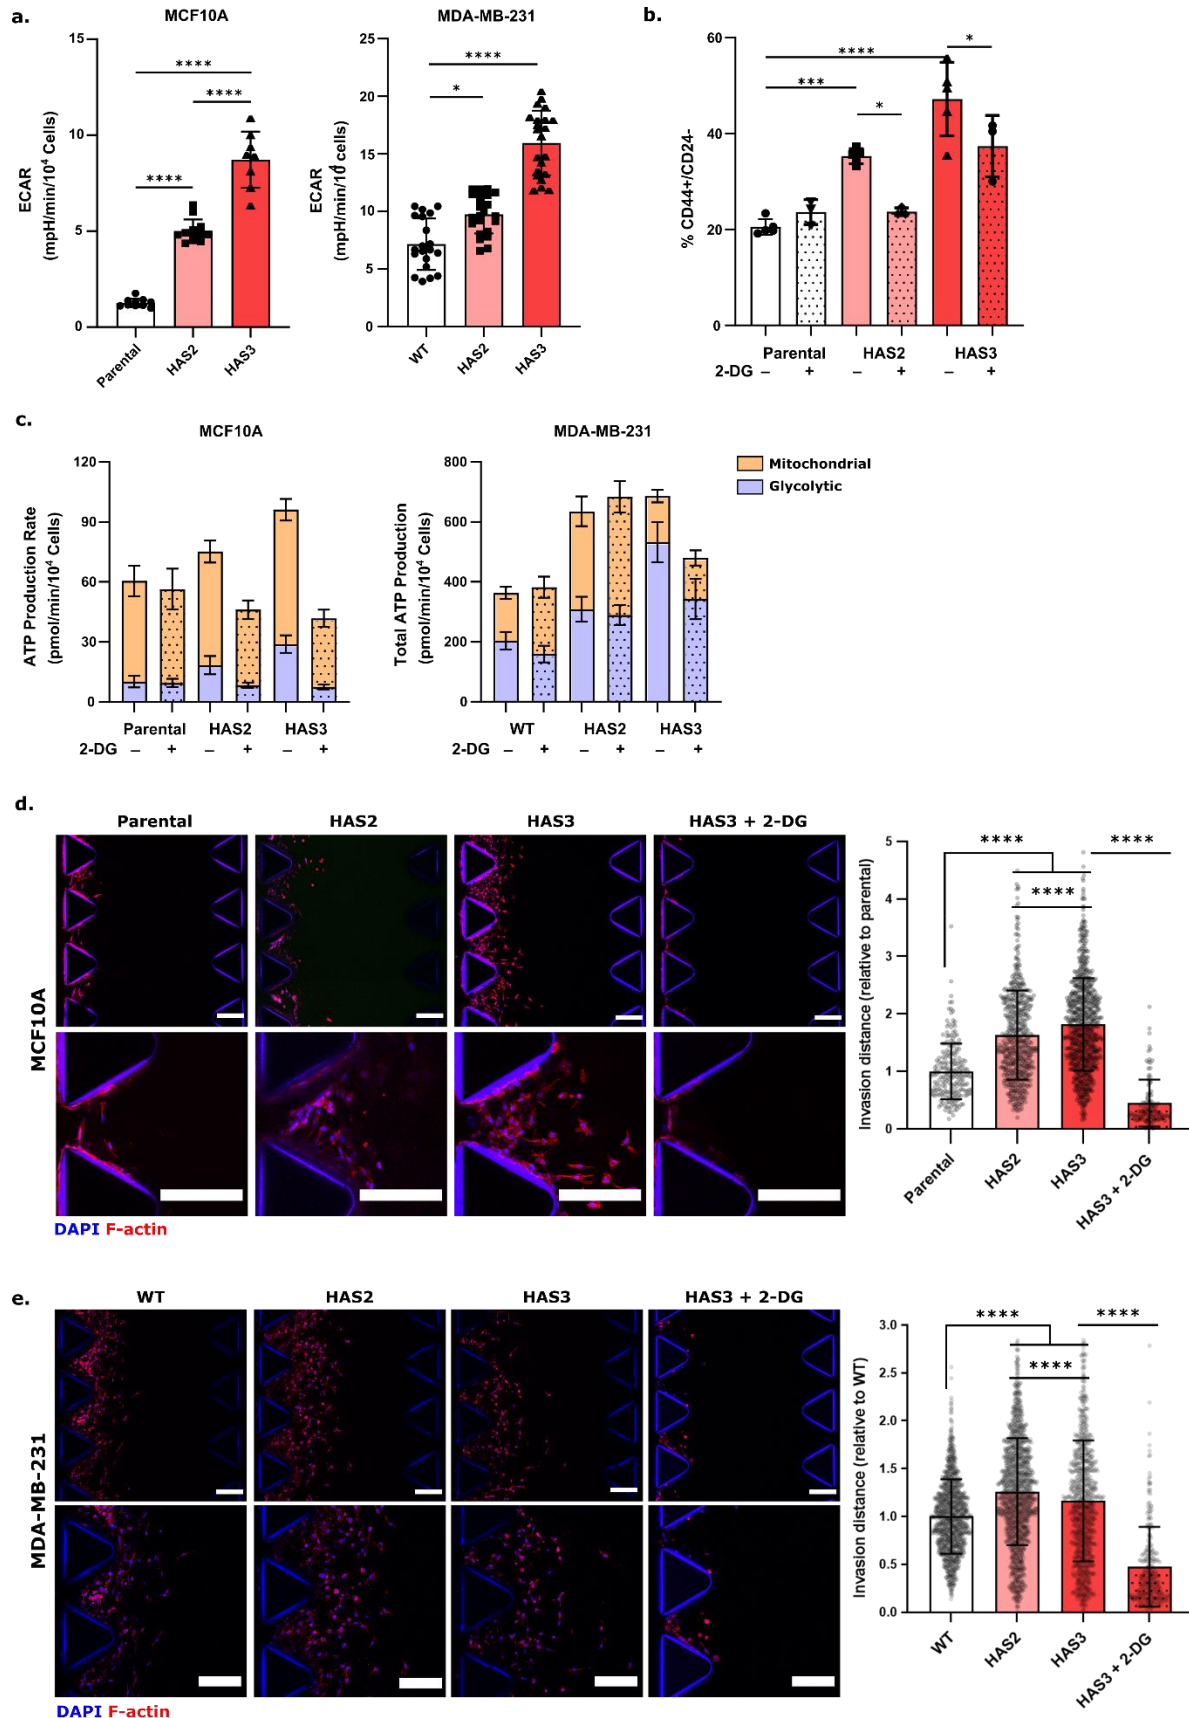 a.
MCF10A
ECAR
(mpH/min/10⁴ Cells)
15
10
5
0
****
****
****
Parental
HAS2
HAS3
MDA-MB-231
ECAR
(mpH/min/10⁴ cells)
25
20
15
10
5
0
****
*
WT
HAS2
HAS3
b.
% CD44+/CD24-
60
40
20
0
****
***
*
*
Parental HAS2 HAS3
2-DG – + – + – +
c.
MCF10A
ATP Production Rate
(pmol/min/10⁴ Cells)
120
90
60
30
0
Parental HAS2 HAS3
2-DG – + – + – +
MDA-MB-231
Total ATP Production
(pmol/min/10⁴ Cells)
800
600
400
200
0
WT HAS2 HAS3
2-DG – + – + – +
Mitochondrial
Glycolytic
d.
Parental HAS2 HAS3 HAS3 + 2-DG
MCF10A
DAPI F-actin
Invasion distance (relative to parental)
5
4
3
2
1
0
**** ****
****
Parental
HAS2
HAS3
HAS3 + 2-DG
e.
WT HAS2 HAS3 HAS3 + 2-DG
MDA-MB-231
DAPI F-actin
Invasion distance (relative to WT)
3.0
2.5
2.0
1.5
1.0
0.5
0.0
**** ****
****
WT
HAS2
HAS3
HAS3 + 2-DG